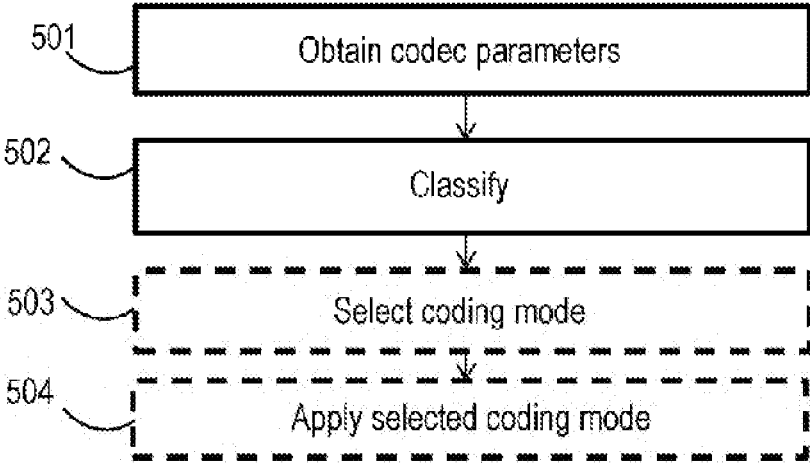 501 Obtain codec parameters
502 Classify
503 Select coding mode
504 Apply selected coding mode